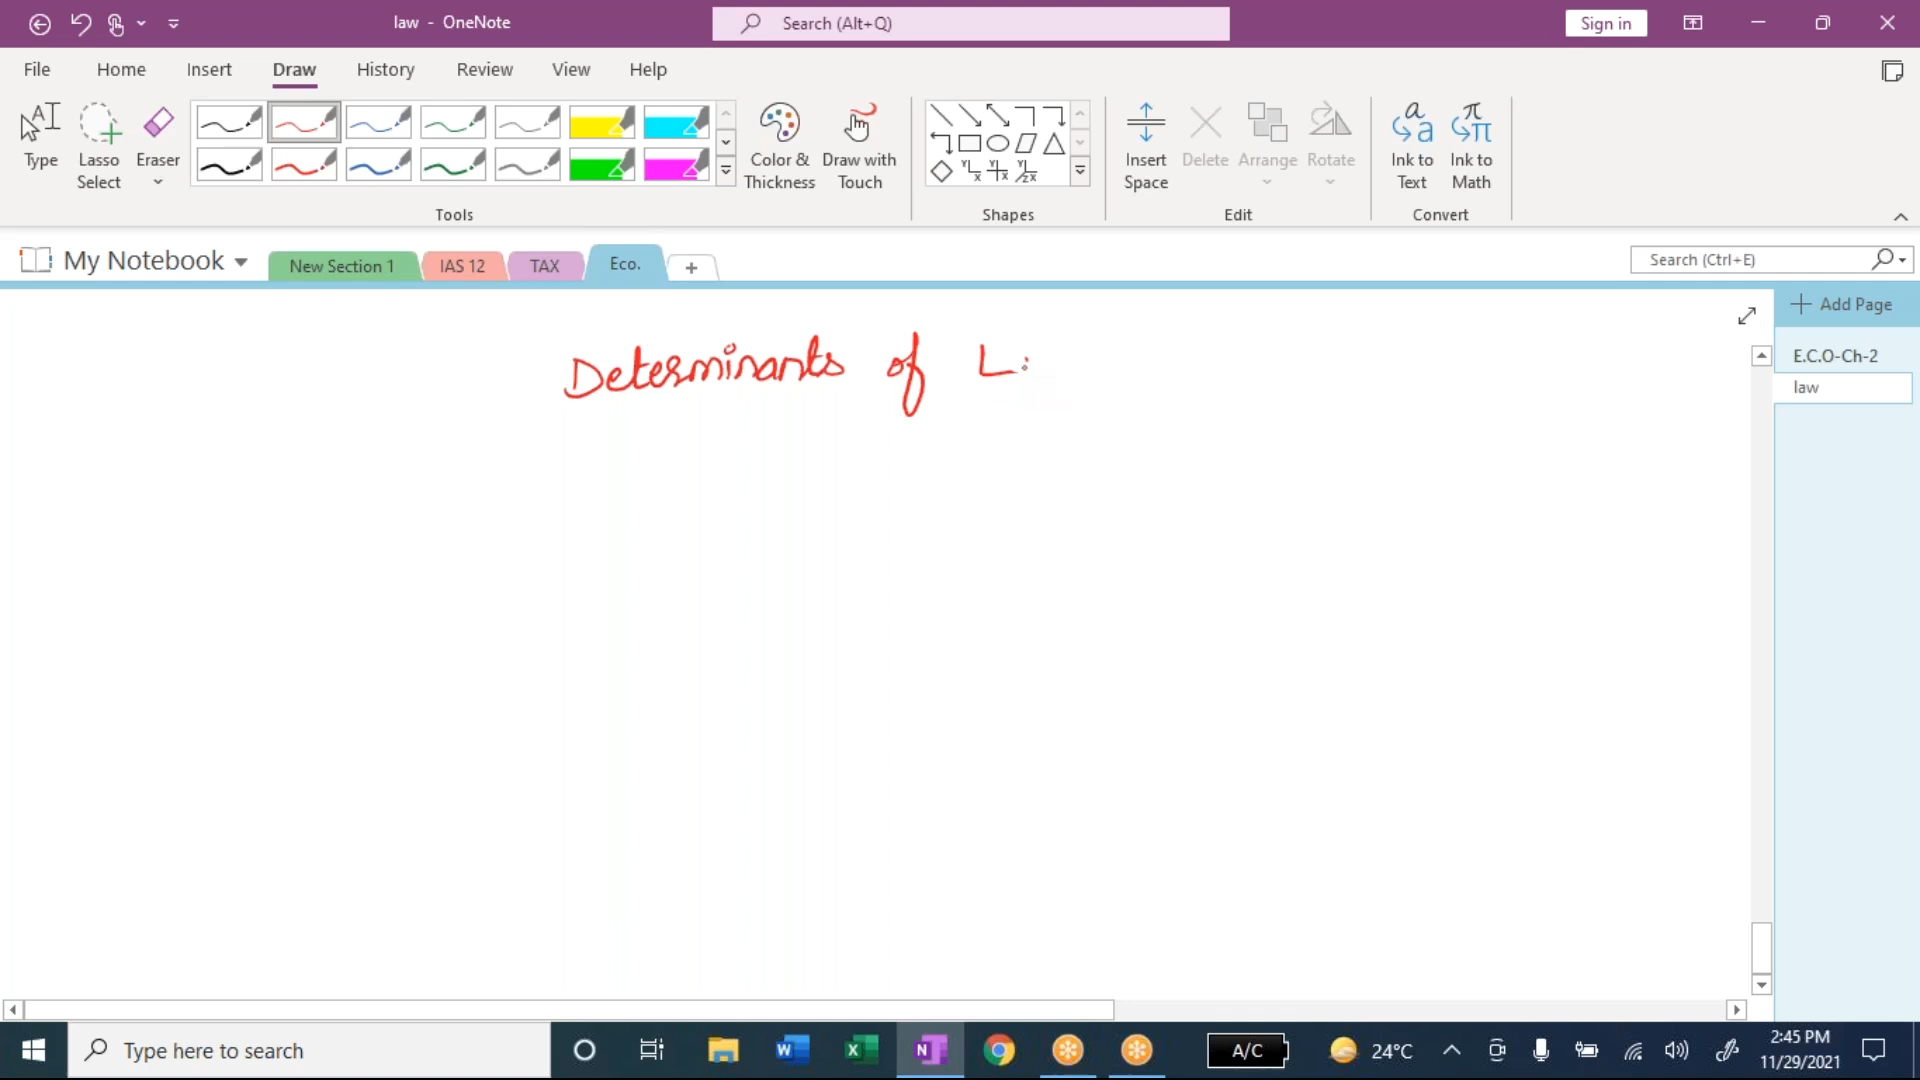 law - OneNote
Search (Alt+Q)
Sign in
File Home Insert Draw History Review View Help
Type
Lasso Select
Eraser
Color & Thickness
Draw with Touch
Insert Space
Delete
Arrange
Rotate
Ink to Text
Ink to Math
Tools Shapes Edit Convert
My Notebook New Section 1 IAS 12 TAX Eco. +
Search (Ctrl+E)
Add Page
E.C.O-Ch-2
law
Determinants of L
Type here to search
A/C
24°C
2:45 PM
11/29/2021